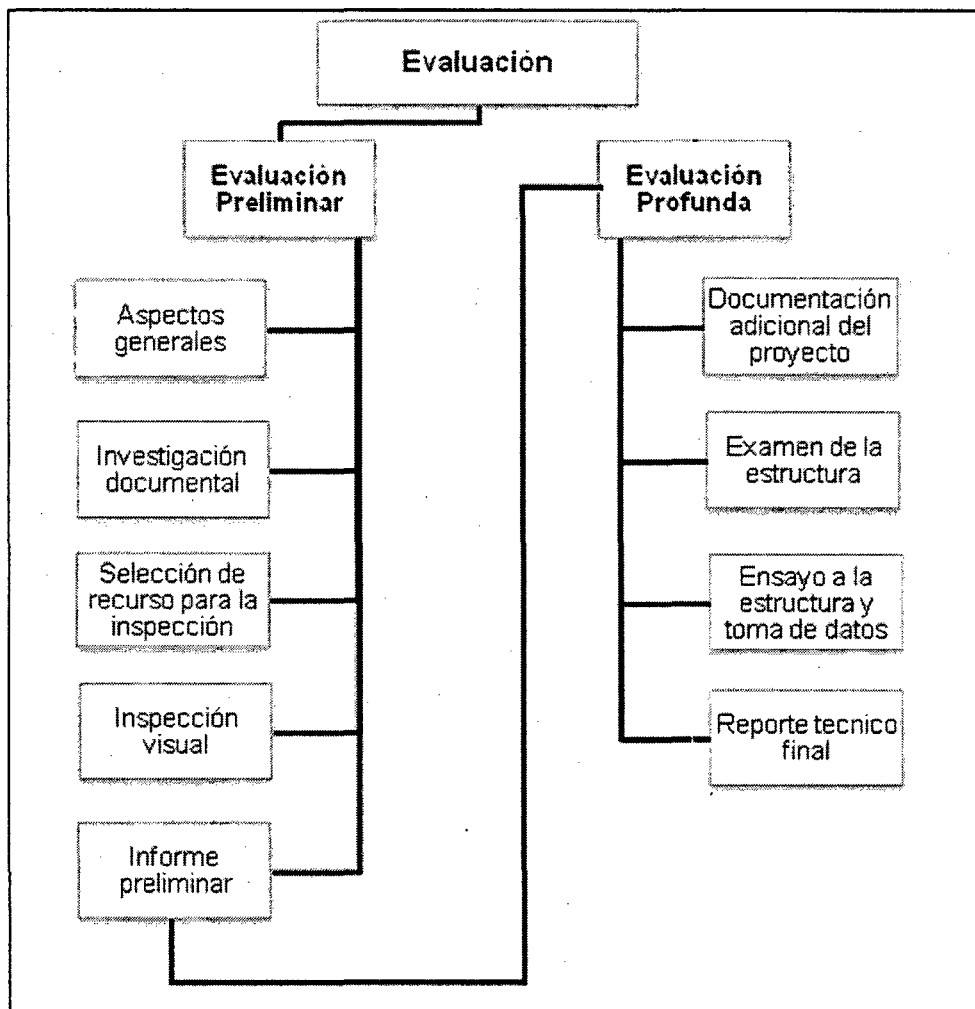 Evaluación
Evaluación
Preliminar
Aspectos
generales
Investigación
documental
Selección de
recurso para la
inspección
Inspección
visual
Informe
preliminar
Evaluación
Profunda
Documentación
adicional del
proyecto
Examen de la
estructura
Ensayo a la
estructura y
toma de datos
Reporte tecnico
final